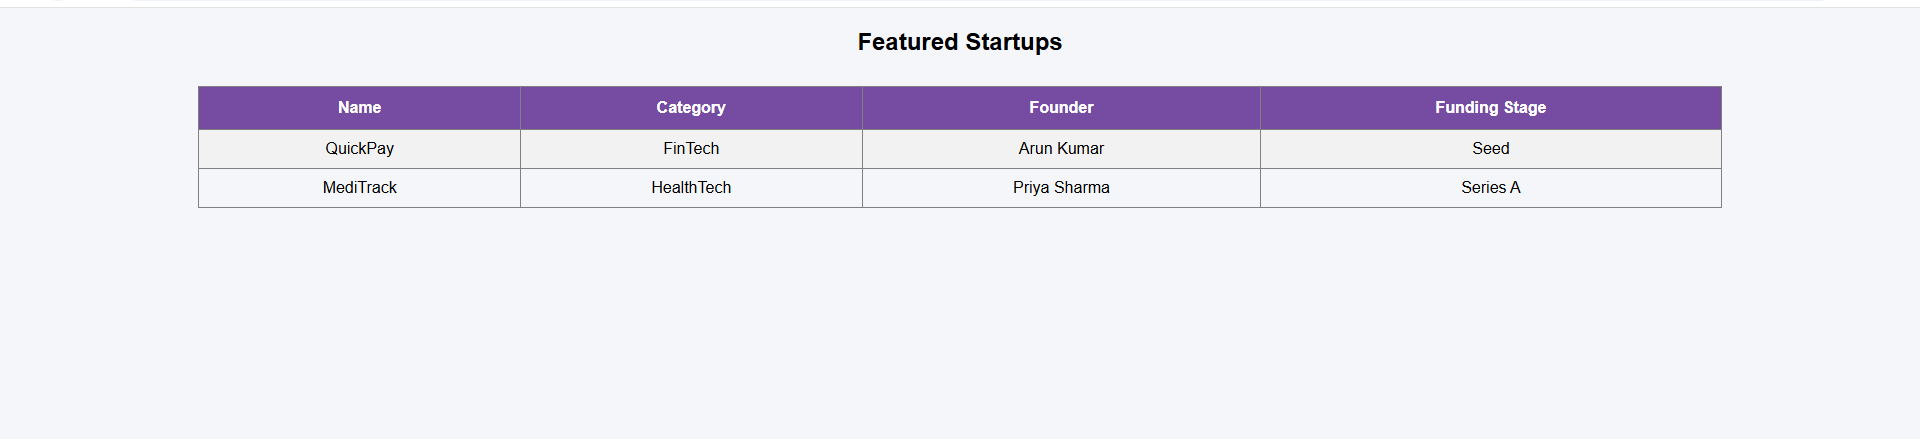 Featured Startups
Name Category Founder Funding Stage
QuickPay FinTech Arun Kumar Seed
MediTrack HealthTech Priya Sharma Series A